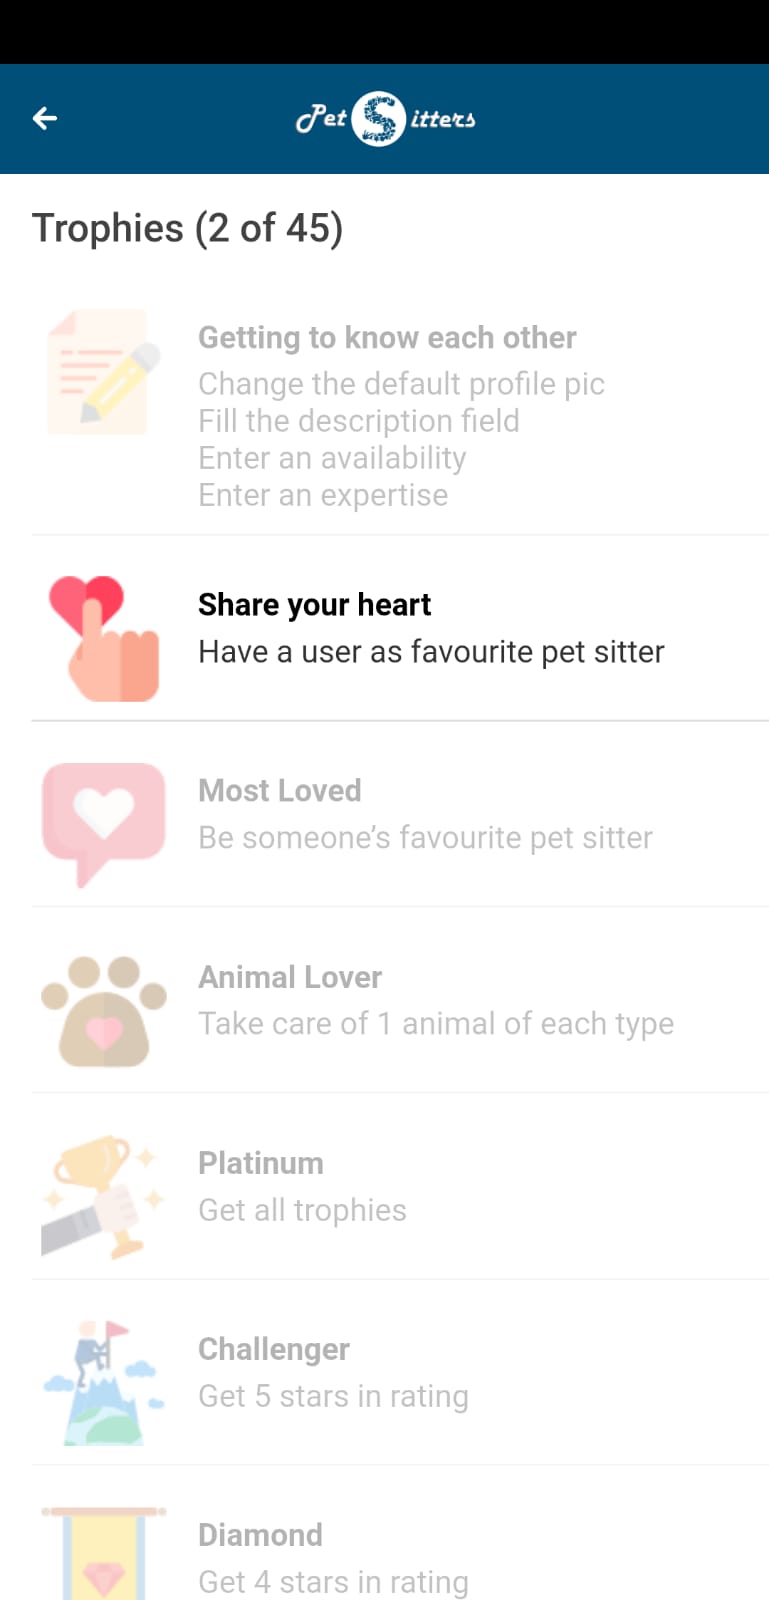 Pet Sitters
Trophies (2 of 45)
Getting to know each other
Change the default profile pic
Fill the description field
Enter an availability
Enter an expertise
Share your heart
Have a user as favourite pet sitter
Most Loved
Be someone’s favourite pet sitter
Animal Lover
Take care of 1 animal of each type
Platinum
Get all trophies
Challenger
Get 5 stars in rating
Diamond
Get 4 stars in rating